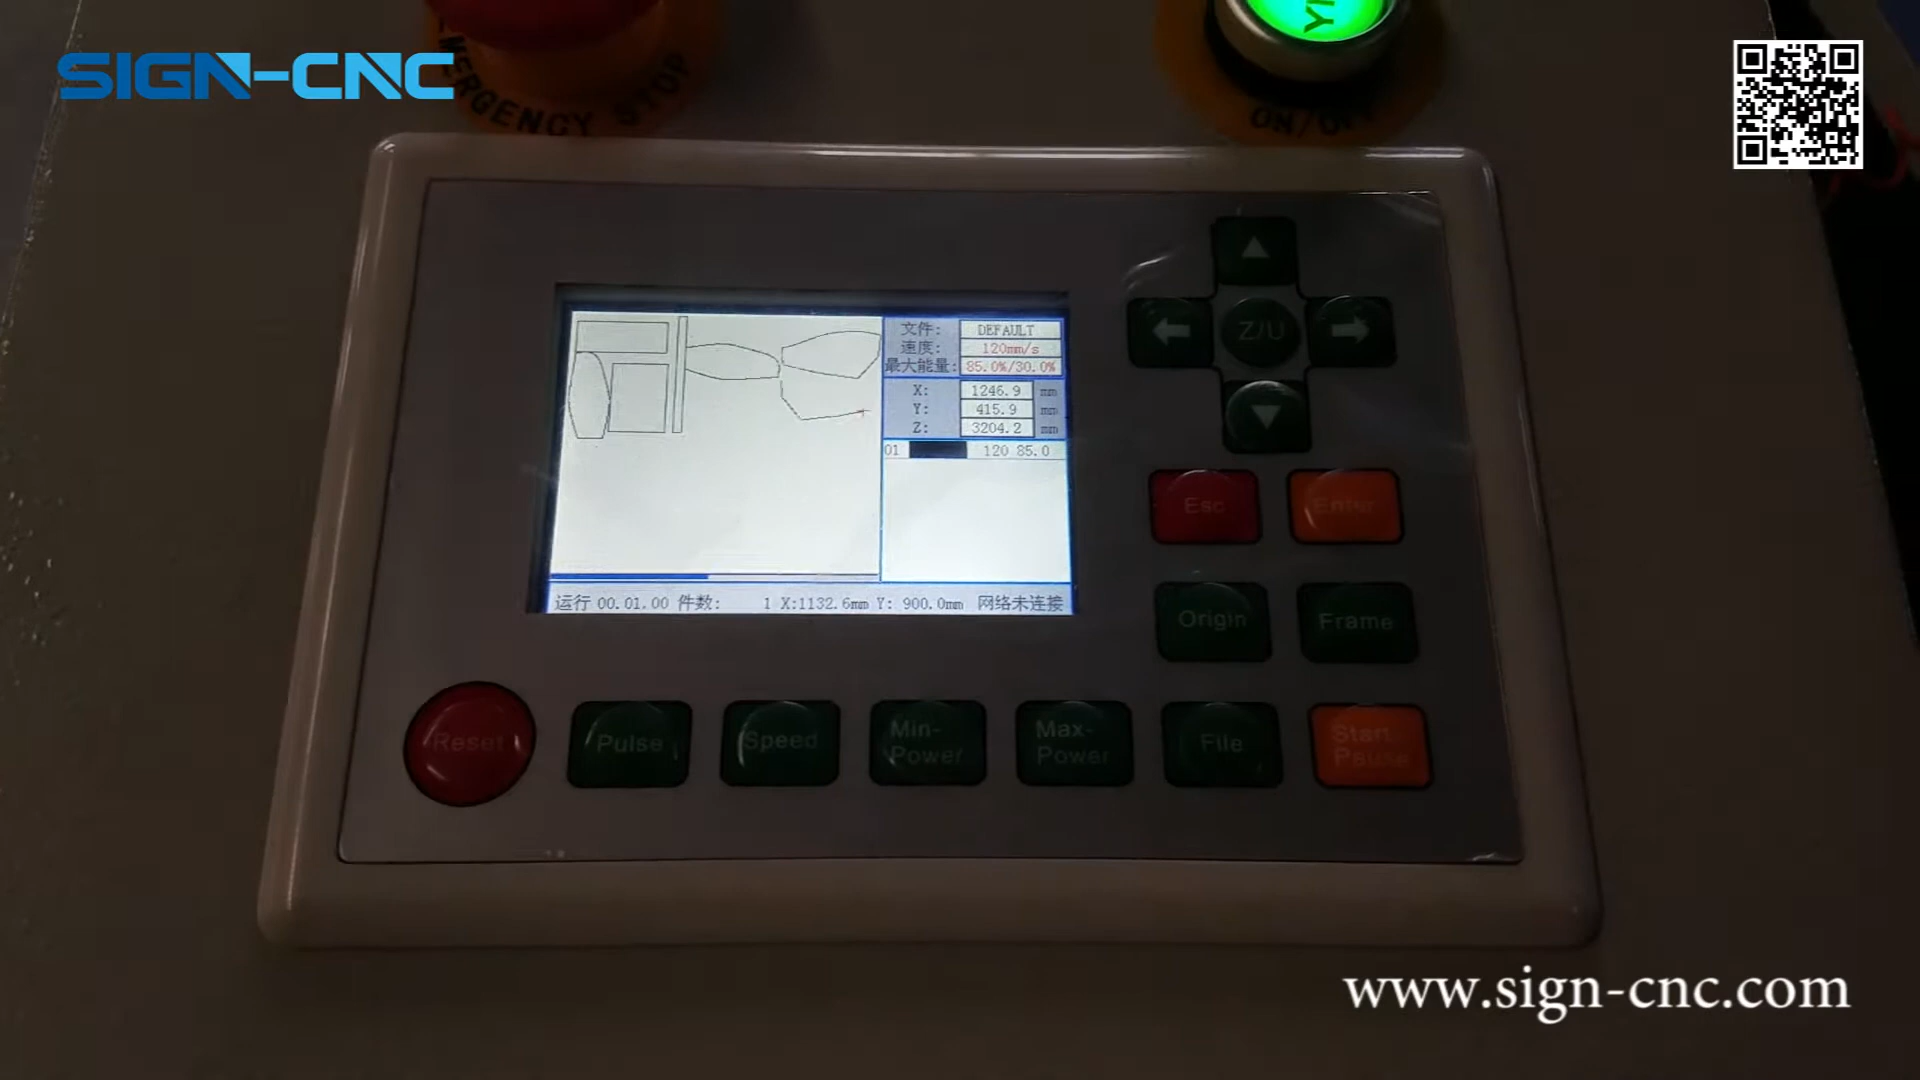 SIGN-CNC
EMERGENCY STOP
ON/OFF
文件: DEFAULT
速度: 120mm/s
最大能量: 85.0%/30.0%
X: 1246.9 mm
Y: 415.9 mm
Z: 3204.2 mm
01 120 85.0
运行 00.01.00 件数: 1 X:1132.6mm Y: 900.0mm 网络未连接
Z/U
Esc
Enter
Origin
Frame
Reset
Pulse
Speed
Min-
Power
Max-
Power
File
Start
Pause
www.sign-cnc.com